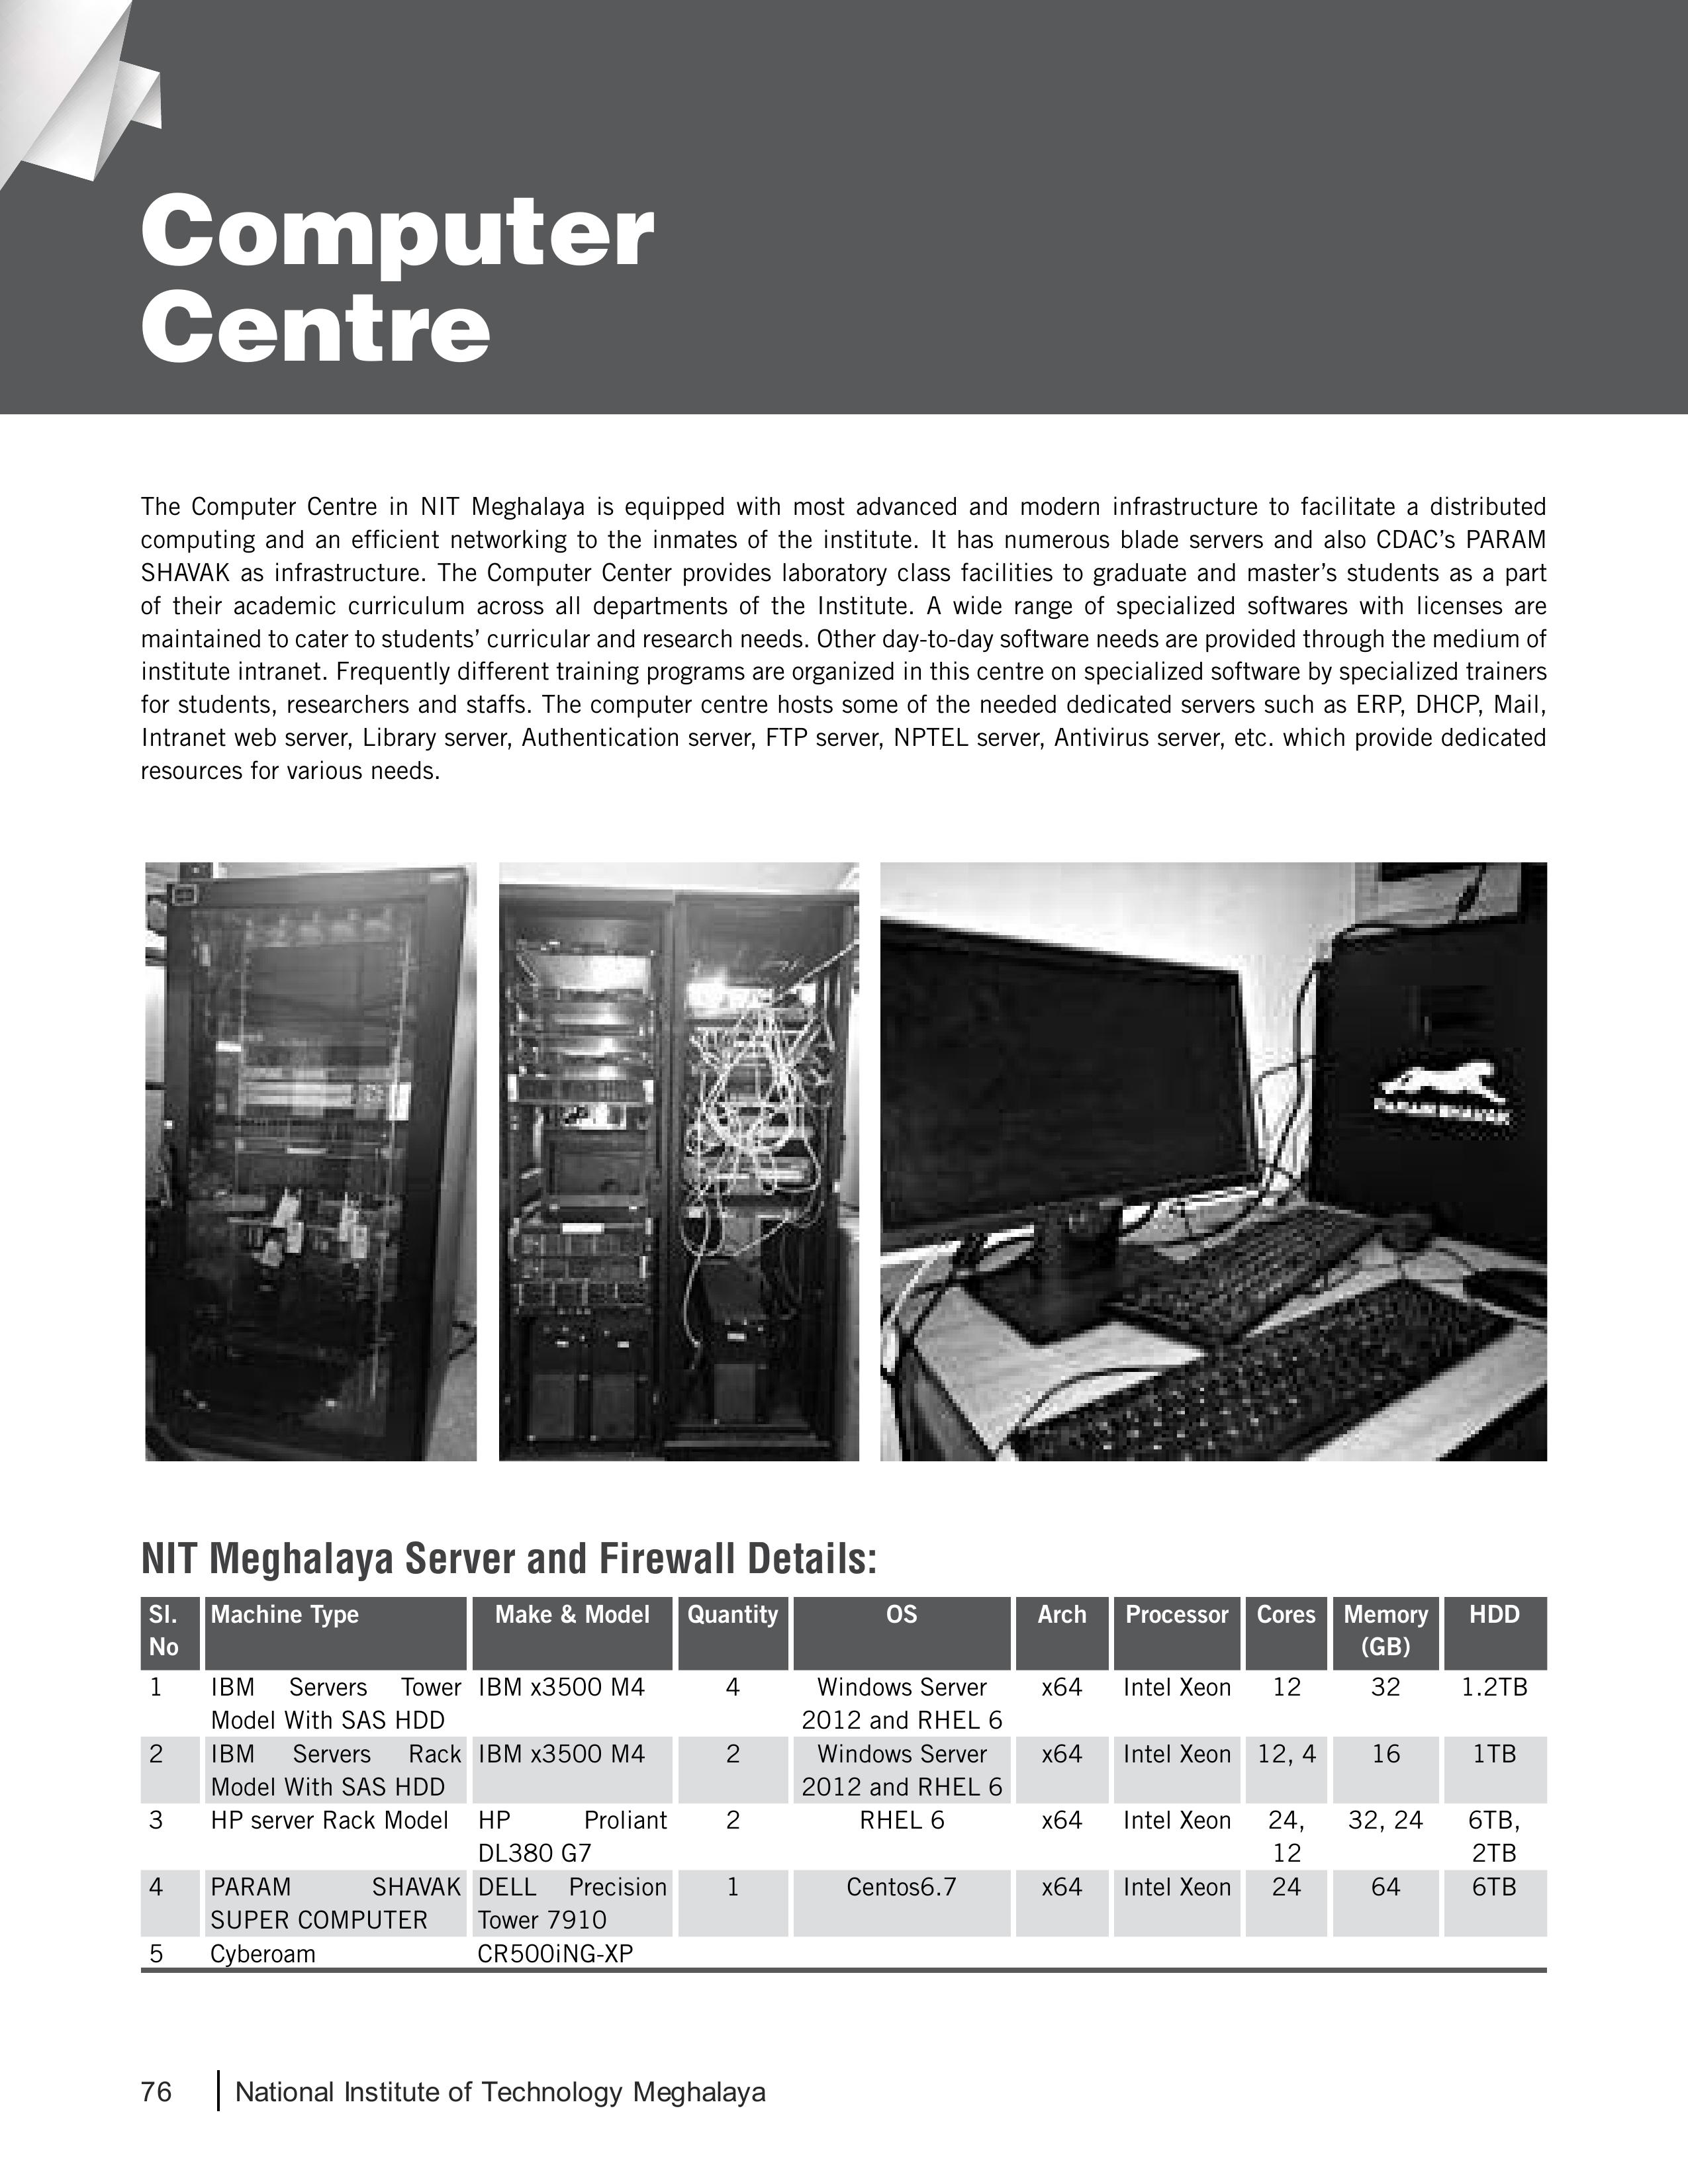 Computer
Centre
The Computer Centre in NIT Meghalaya is equipped with most advanced and modern infrastructure to facilitate a distributed
computing and an efficient networking to the inmates of the institute. It has numerous blade servers and also CDAC’s PARAM
SHAVAK as infrastructure. The Computer Center provides laboratory class facilities to graduate and master’s students as a part
of their academic curriculum across all departments of the Institute. A wide range of specialized softwares with licenses are
maintained to cater to students’ curricular and research needs. Other day-to-day software needs are provided through the medium of
institute intranet. Frequently different training programs are organized in this centre on specialized software by specialized trainers
for students, researchers and staffs. The computer centre hosts some of the needed dedicated servers such as ERP, DHCP, Mail,
Intranet web server, Library server, Authentication server, FTP server, NPTEL server, Antivirus server, etc. which provide dedicated
resources for various needs.
PARAM SHAVAK
NIT Meghalaya Server and Firewall Details:
Sl. Machine Type Make & Model Quantity OS Arch Processor Cores Memory HDD
No (GB)
1 IBM Servers Tower IBM x3500 M4 4 Windows Server x64 Intel Xeon 12 32 1.2TB
Model With SAS HDD 2012 and RHEL 6
2 IBM Servers Rack IBM x3500 M4 2 Windows Server x64 Intel Xeon 12, 4 16 1TB
Model With SAS HDD 2012 and RHEL 6
3 HP server Rack Model HP Proliant 2 RHEL 6 x64 Intel Xeon 24, 32, 24 6TB,
DL380 G7 12 2TB
4 PARAM SHAVAK DELL Precision 1 Centos6.7 x64 Intel Xeon 24 64 6TB
SUPER COMPUTER Tower 7910
5 Cyberoam CR500iNG-XP
76 National Institute of Technology Meghalaya